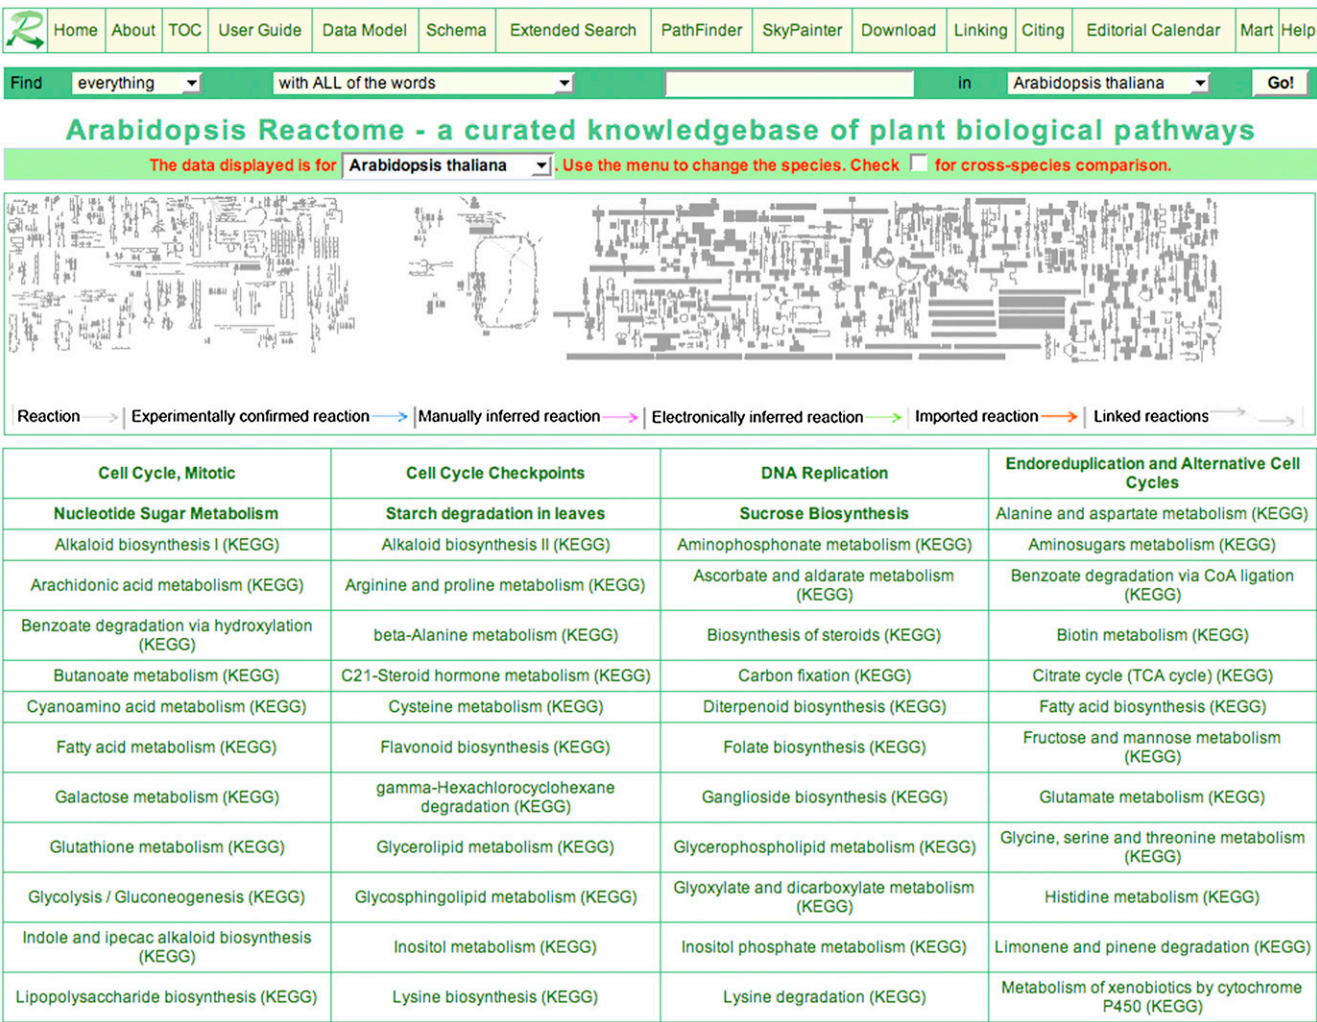 R
Home About TOC User Guide Data Model Schema Extended Search PathFinder SkyPainter Download Linking Citing Editorial Calendar Mart Help
Find everything with ALL of the words in Arabidopsis thaliana Go!
Arabidopsis Reactome - a curated knowledgebase of plant biological pathways
The data displayed is for Arabidopsis thaliana . Use the menu to change the species. Check for cross-species comparison.
Reaction Experimentally confirmed reaction Manually inferred reaction Electronically inferred reaction Imported reaction Linked reactions
Cell Cycle, Mitotic
Cell Cycle Checkpoints
DNA Replication
Endoreduplication and Alternative Cell
Cycles
Nucleotide Sugar Metabolism
Starch degradation in leaves
Sucrose Biosynthesis
Alanine and aspartate metabolism (KEGG)
Alkaloid biosynthesis I (KEGG)
Alkaloid biosynthesis II (KEGG)
Aminophosphonate metabolism (KEGG)
Aminosugars metabolism (KEGG)
Arachidonic acid metabolism (KEGG)
Arginine and proline metabolism (KEGG)
Ascorbate and aldarate metabolism
(KEGG)
Benzoate degradation via CoA ligation
(KEGG)
Benzoate degradation via hydroxylation
(KEGG)
beta-Alanine metabolism (KEGG)
Biosynthesis of steroids (KEGG)
Biotin metabolism (KEGG)
Butanoate metabolism (KEGG)
C21-Steroid hormone metabolism (KEGG)
Carbon fixation (KEGG)
Citrate cycle (TCA cycle) (KEGG)
Cyanoamino acid metabolism (KEGG)
Cysteine metabolism (KEGG)
Diterpenoid biosynthesis (KEGG)
Fatty acid biosynthesis (KEGG)
Fatty acid metabolism (KEGG)
Flavonoid biosynthesis (KEGG)
Folate biosynthesis (KEGG)
Fructose and mannose metabolism
(KEGG)
Galactose metabolism (KEGG)
gamma-Hexachlorocyclohexane
degradation (KEGG)
Ganglioside biosynthesis (KEGG)
Glutamate metabolism (KEGG)
Glutathione metabolism (KEGG)
Glycerolipid metabolism (KEGG)
Glycerophospholipid metabolism (KEGG)
Glycine, serine and threonine metabolism
(KEGG)
Glycolysis / Gluconeogenesis (KEGG)
Glycosphingolipid metabolism (KEGG)
Glyoxylate and dicarboxylate metabolism
(KEGG)
Histidine metabolism (KEGG)
Indole and ipecac alkaloid biosynthesis
(KEGG)
Inositol metabolism (KEGG)
Inositol phosphate metabolism (KEGG)
Limonene and pinene degradation (KEGG)
Lipopolysaccharide biosynthesis (KEGG)
Lysine biosynthesis (KEGG)
Lysine degradation (KEGG)
Metabolism of xenobiotics by cytochrome
P450 (KEGG)